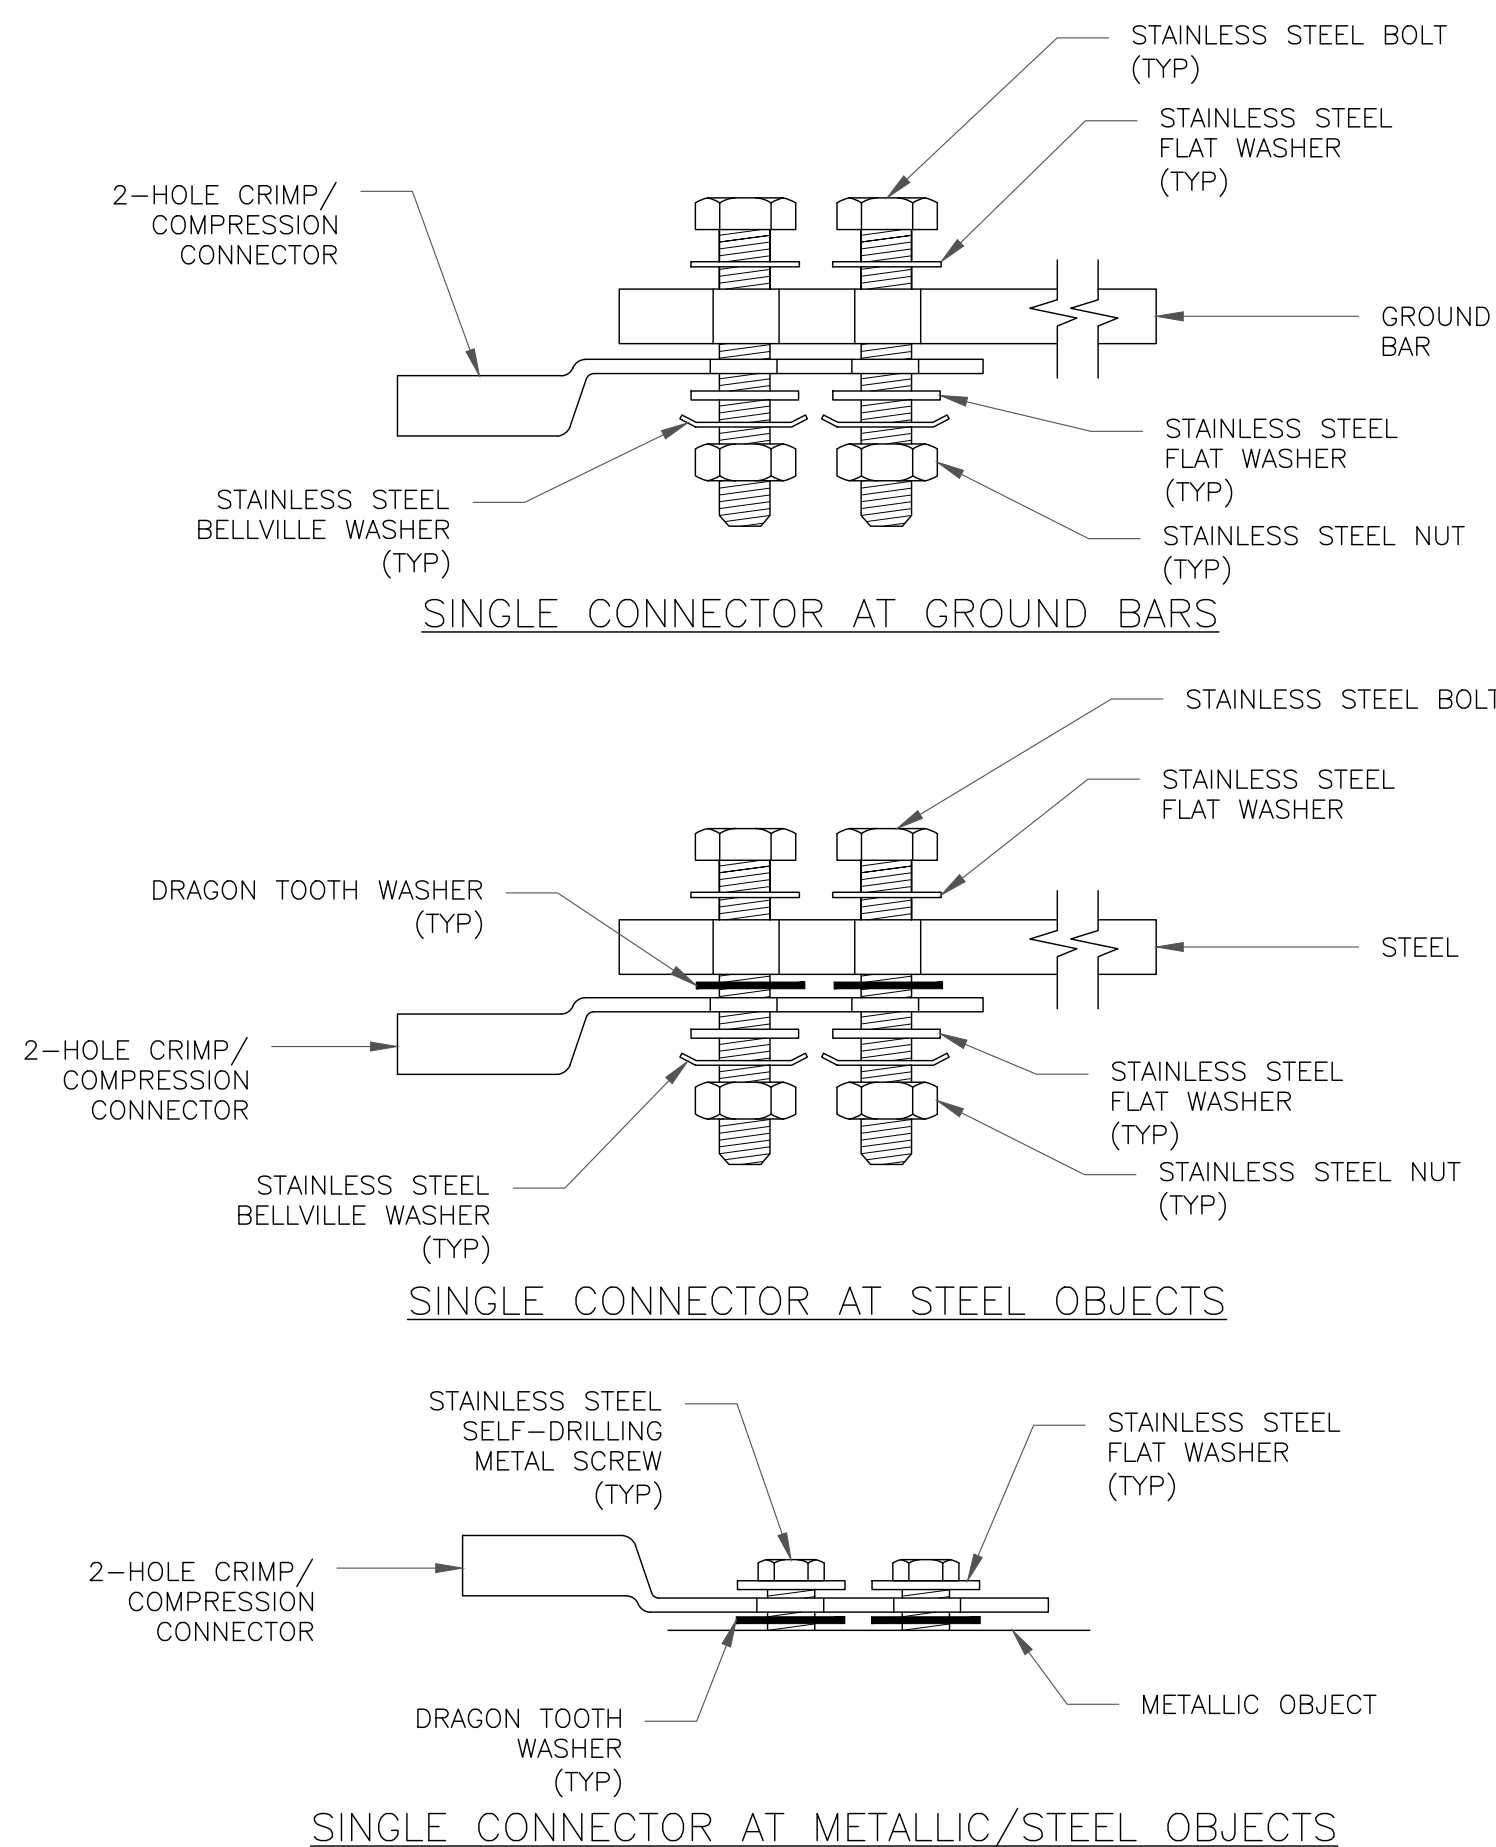 STAINLESS STEEL BOLT
(TYP)
STAINLESS STEEL
FLAT WASHER
(TYP)
2-HOLE CRIMP/
COMPRESSION
CONNECTOR
GROUND
BAR
STAINLESS STEEL
FLAT WASHER
(TYP)
STAINLESS STEEL
BELLVILLE WASHER
(TYP)
STAINLESS STEEL NUT
(TYP)
SINGLE CONNECTOR AT GROUND BARS
STAINLESS STEEL BOLT
STAINLESS STEEL
FLAT WASHER
DRAGON TOOTH WASHER
(TYP)
STEEL
2-HOLE CRIMP/
COMPRESSION
CONNECTOR
STAINLESS STEEL
FLAT WASHER
(TYP)
STAINLESS STEEL NUT
(TYP)
STAINLESS STEEL
BELLVILLE WASHER
(TYP)
SINGLE CONNECTOR AT STEEL OBJECTS
STAINLESS STEEL
SELF-DRILLING
METAL SCREW
(TYP)
STAINLESS STEEL
FLAT WASHER
(TYP)
2-HOLE CRIMP/
COMPRESSION
CONNECTOR
METALLIC OBJECT
DRAGON TOOTH
WASHER
(TYP)
SINGLE CONNECTOR AT METALLIC/STEEL OBJECTS